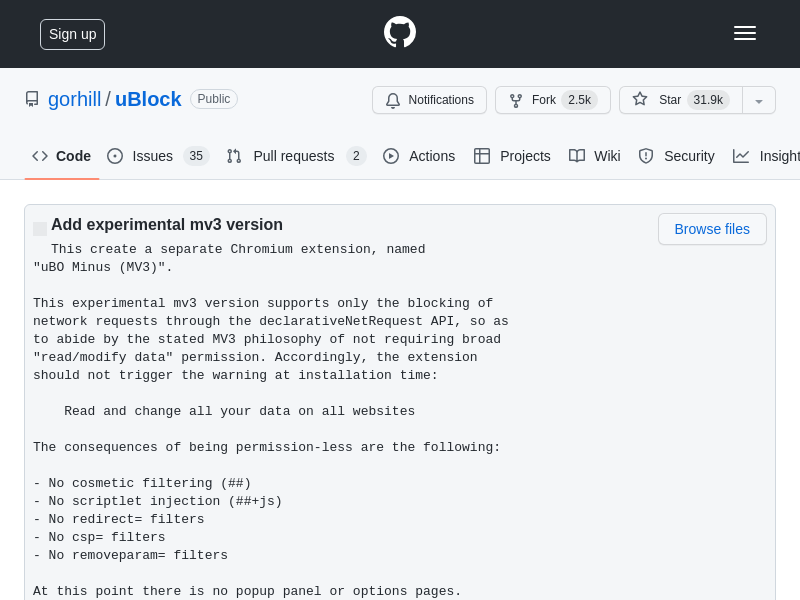 Sign up
gorhill / uBlock Public
Notifications Fork 2.5k Star 31.9k
Code Issues 35 Pull requests 2 Actions Projects Wiki Security Insight
Add experimental mv3 version Browse files
This create a separate Chromium extension, named
"uBO Minus (MV3)".
This experimental mv3 version supports only the blocking of
network requests through the declarativeNetRequest API, so as
to abide by the stated MV3 philosophy of not requiring broad
"read/modify data" permission. Accordingly, the extension
should not trigger the warning at installation time:
Read and change all your data on all websites
The consequences of being permission-less are the following:
- No cosmetic filtering (##)
- No scriptlet injection (##+js)
- No redirect= filters
- No csp= filters
- No removeparam= filters
At this point there is no popup panel or options pages.